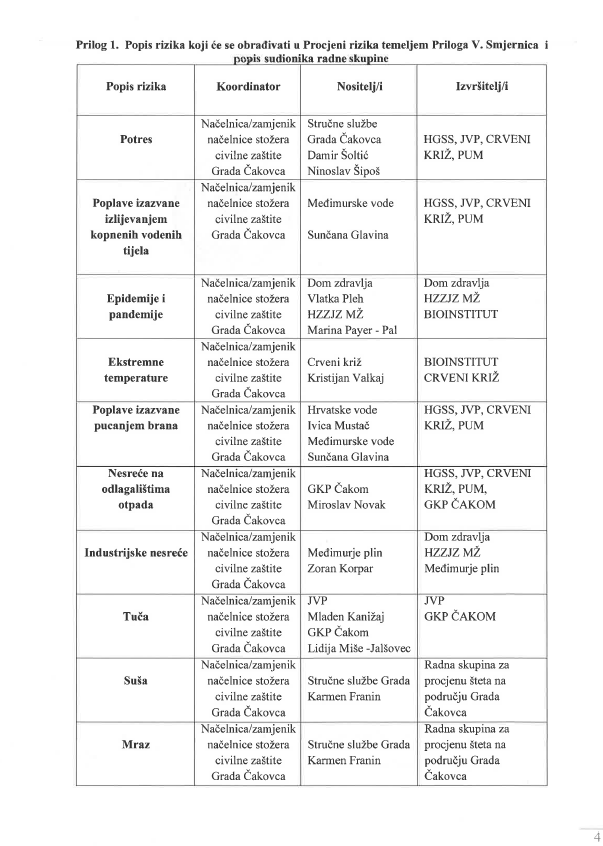 Prilog 1. Popis rizika koji će se obrađivati u Procjeni rizika temeljem Priloga V. Smjernica i
popis sudionika radne skupine
Popis rizika
Koordinator
Nositelj/i
Izvršitelj/i
Potres
Načelnica/zamjenik
načelnice stožera
civilne zaštite
Grada Čakovca
Stručne službe
Grada Čakovca
Damir Šoltić
Ninoslav Šipoš
HGSS, JVP, CRVENI
KRIŽ, PUM
Poplave izazvane
izlijevanjem
kopnenih vodenih
tijela
Načelnica/zamjenik
načelnice stožera
civilne zaštite
Grada Čakovca
Međimurske vode
Sunčana Glavina
HGSS, JVP, CRVENI
KRIŽ, PUM
Epidemije i
pandemije
Načelnica/zamjenik
načelnice stožera
civilne zaštite
Grada Čakovca
Dom zdravlja
Vlatka Pleh
HZZJZ MŽ
Marina Payer - Pal
Dom zdravlja
HZZJZ MŽ
BIOINSTITUT
Ekstremne
temperature
Načelnica/zamjenik
načelnice stožera
civilne zaštite
Grada Čakovca
Crveni križ
Kristijan Valkaj
BIOINSTITUT
CRVENI KRIŽ
Poplave izazvane
pucanjem brana
Načelnica/zamjenik
načelnice stožera
civilne zaštite
Grada Čakovca
Hrvatske vode
Ivica Mustač
Međimurske vode
Sunčana Glavina
HGSS, JVP, CRVENI
KRIŽ, PUM
Nesreće na
odlagalištima
otpada
Načelnica/zamjenik
načelnice stožera
civilne zaštite
Grada Čakovca
GKP Čakom
Miroslav Novak
HGSS, JVP, CRVENI
KRIŽ, PUM,
GKP ČAKOM
Industrijske nesreće
Načelnica/zamjenik
načelnice stožera
civilne zaštite
Grada Čakovca
Međimurje plin
Zoran Korpar
Dom zdravlja
HZZJZ MŽ
Međimurje plin
Tuča
Načelnica/zamjenik
načelnice stožera
civilne zaštite
Grada Čakovca
JVP
Mladen Kanižaj
GKP Čakom
Lidija Miše -Jalšovec
JVP
GKP ČAKOM
Suša
Načelnica/zamjenik
načelnice stožera
civilne zaštite
Grada Čakovca
Stručne službe Grada
Karmen Franin
Radna skupina za
procjenu šteta na
području Grada
Čakovca
Mraz
Načelnica/zamjenik
načelnice stožera
civilne zaštite
Grada Čakovca
Stručne službe Grada
Karmen Franin
Radna skupina za
procjenu šteta na
području Grada
Čakovca
4